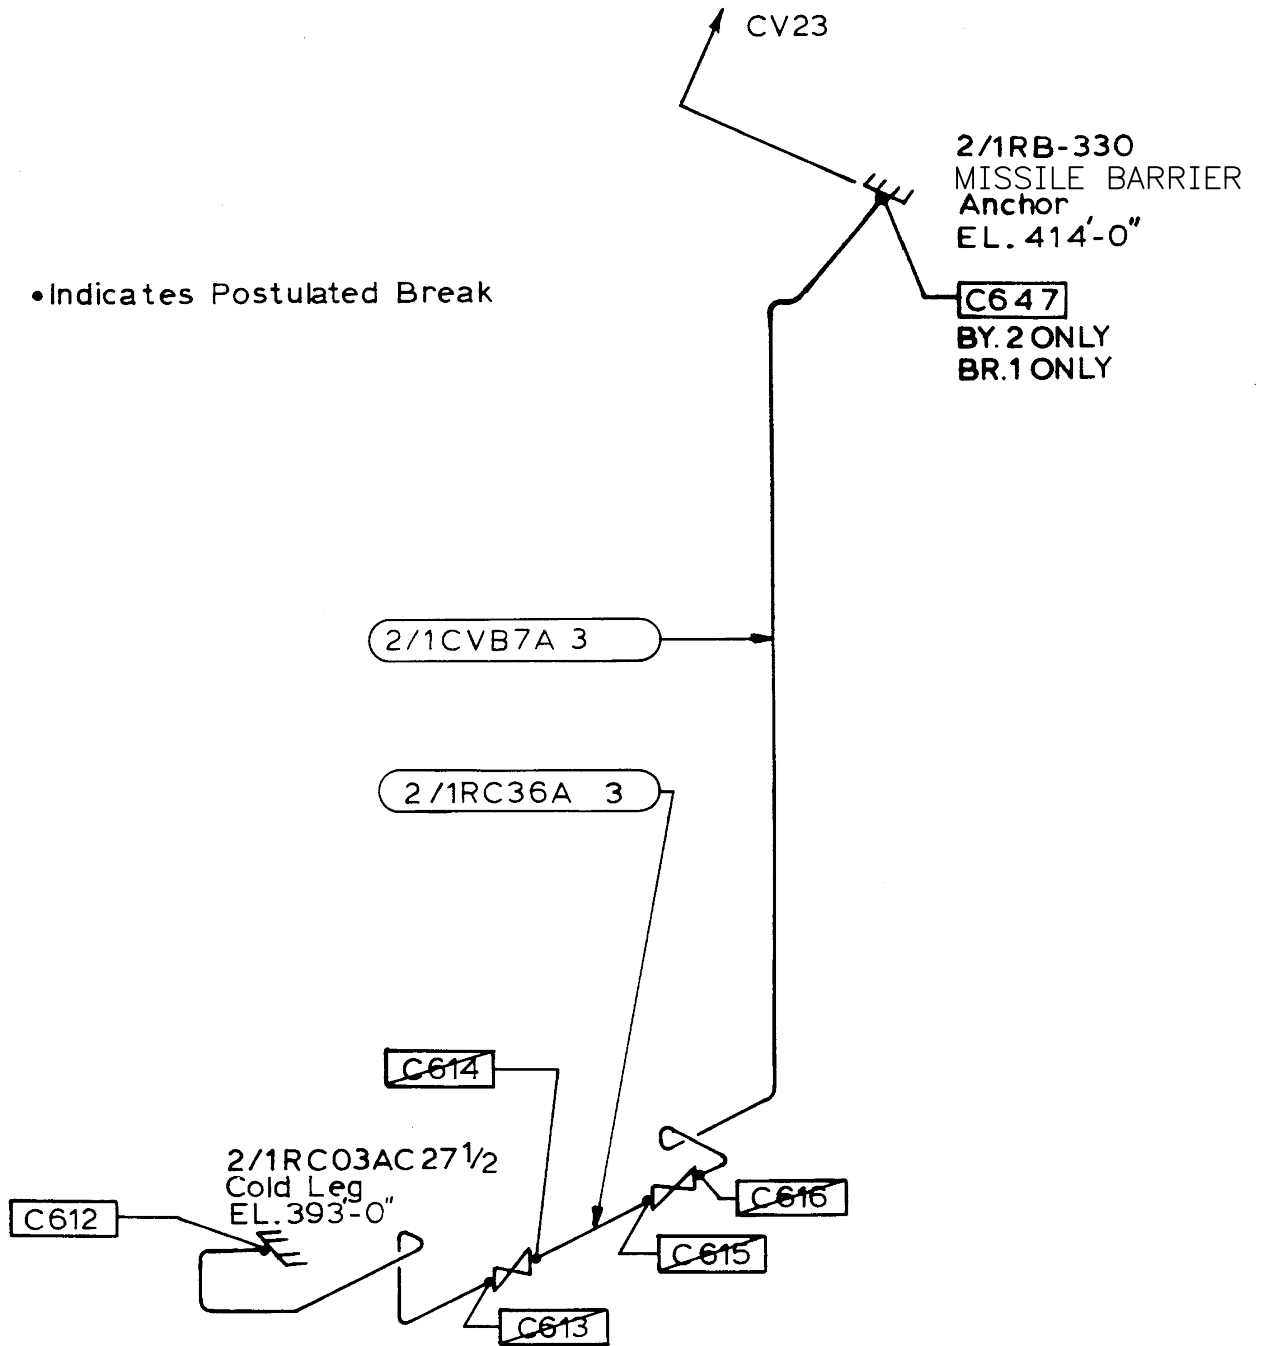 CV23
2/1RB-330
MISSILE BARRIER
Anchor
EL. 414'-0"
•Indicates Postulated Break
C647
BY. 2 ONLY
BR.1 ONLY
2/1CVB7A 3
2/1RC36A 3
C614
2/1RC03AC27 1/2
Cold Leg
EL. 393'-0"
C616
C612
C615
C613